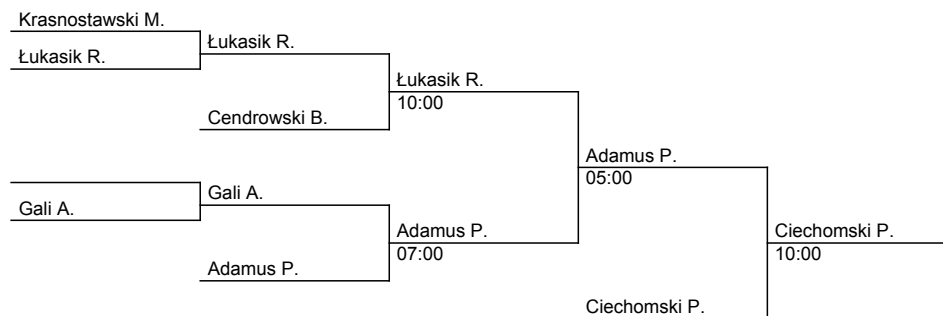 Krasnostawski M.
Łukasik R.
Łukasik R.
Łukasik R.
10:00
Cendrowski B.
Adamus P.
05:00
Gali A.
Gali A.
Adamus P.
07:00
Ciechomski P.
10:00
Adamus P.
Ciechomski P.